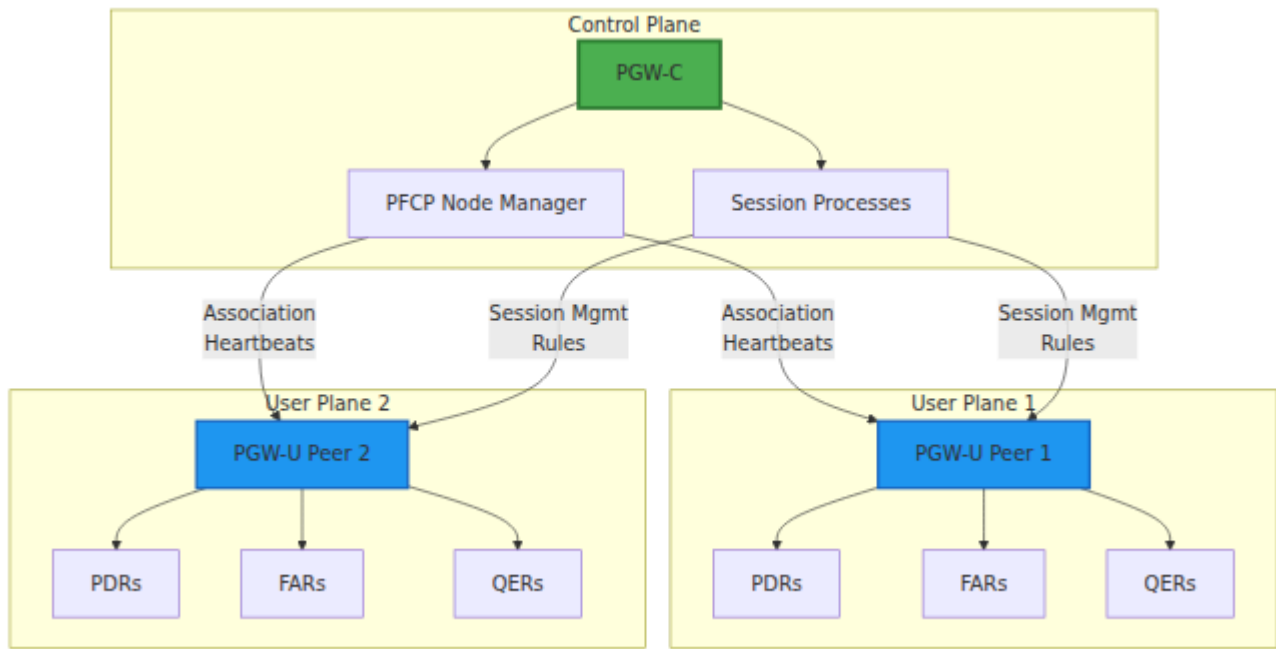 Control Plane
PGW-C
PFCP Node Manager
Session Processes
Association
Heartbeats
Session Mgmt
Rules
Association
Heartbeats
Session Mgmt
Rules
User Plane 2
PGW-U Peer 2
PDRs
FARs
QERs
User Plane 1
PGW-U Peer 1
PDRs
FARs
QERs